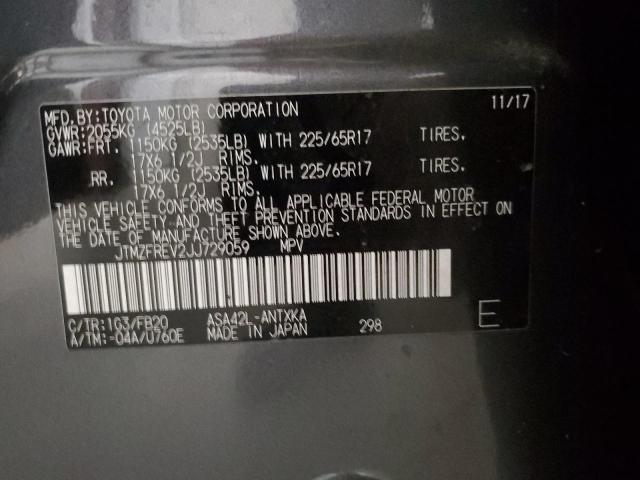 MFD.BY:TOYOTA MOTOR CORPORATION 11/17
GVWR:2055KG (4525LB)
GAWR:FRT. 1150KG (2535LB) WITH 225/65R17 TIRES.
17X6 1/2J RIMS.
RR. 1150KG (2535LB) WITH 225/65R17 TIRES.
17X6 1/2J RIMS.
THIS VEHICLE CONFORMS TO ALL APPLICABLE FEDERAL MOTOR
VEHICLE SAFETY AND THEFT PREVENTION STANDARDS IN EFFECT ON
THE DATE OF MANUFACTURE SHOWN ABOVE.
JTMZFREV2JJ729059 MPV
C/TR:1G3/FB20 ASA42L-ANTXKA
A/TM:-04A/U760E MADE IN JAPAN 298 E